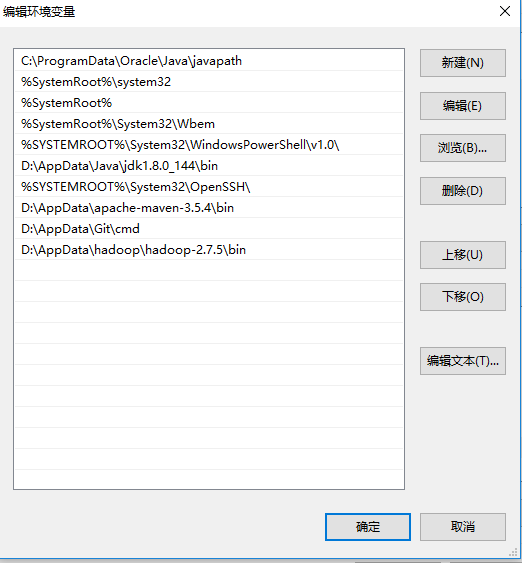 编辑环境变量
C:\ProgramData\Oracle\Java\javapath
%SystemRoot%\system32
%SystemRoot%
%SystemRoot%\System32\Wbem
%SYSTEMROOT%\System32\WindowsPowerShell\v1.0\
D:\AppData\Java\jdk1.8.0_144\bin
%SYSTEMROOT%\System32\OpenSSH\
D:\AppData\apache-maven-3.5.4\bin
D:\AppData\Git\cmd
D:\AppData\hadoop\hadoop-2.7.5\bin
新建(N)
编辑(E)
浏览(B)...
删除(D)
上移(U)
下移(O)
编辑文本(T)...
确定
取消